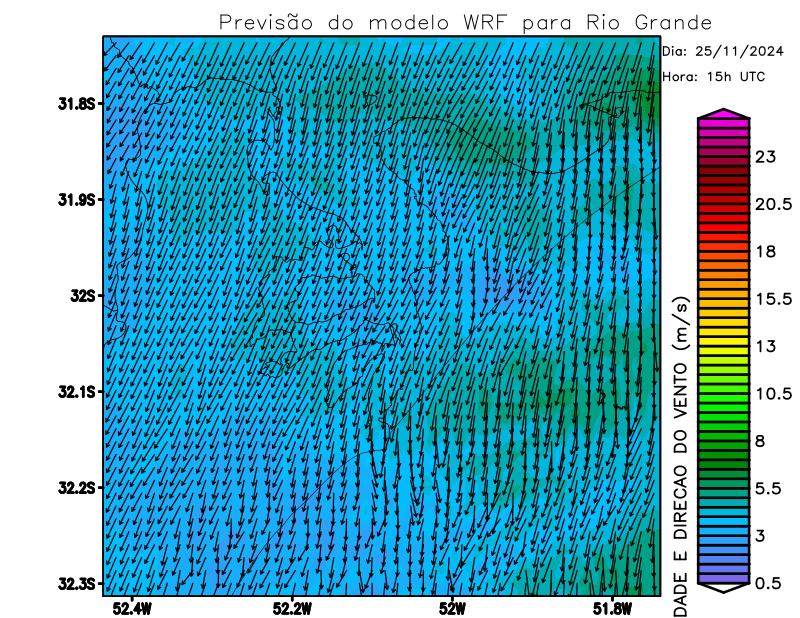 Previsão do modelo WRF para Rio Grande
Dia: 25/11/2024
Hora: 15h UTC
31.8S
31.9S
32S
32.1S
32.2S
32.3S
52.4W
52.2W
52W
51.8W
23
20.5
18
15.5
13
10.5
8
5.5
3
0.5
DADE E DIRECAO DO VENTO (m/s)